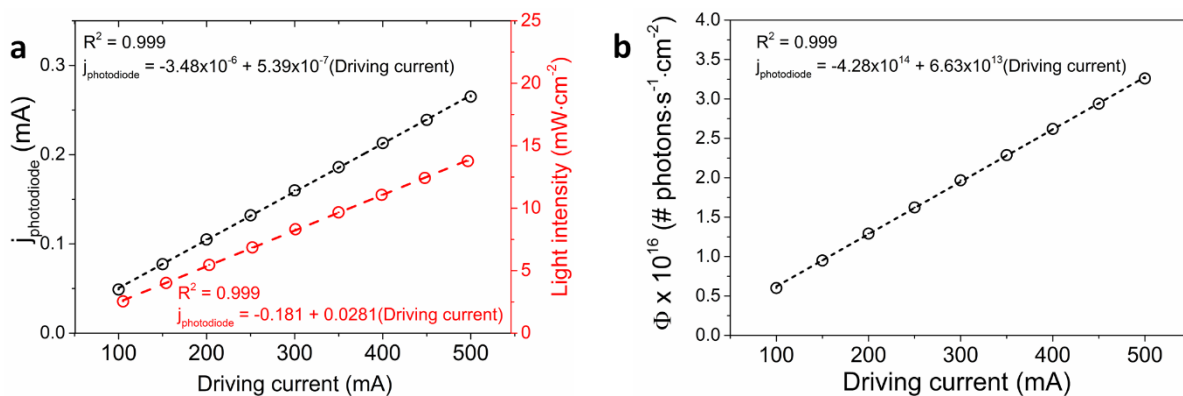 a
R² = 0.999
j_photodiode = -3.48x10⁻⁶ + 5.39x10⁻⁷(Driving current)
j_photodiode (mA)
0.3
0.2
0.1
0.0
25
20
15
10
5
0
Light intensity (mW·cm⁻²)
R² = 0.999
j_photodiode = -0.181 + 0.0281(Driving current)
100 200 300 400 500
Driving current (mA)
b
R² = 0.999
j_photodiode = -4.28x10¹⁴ + 6.63x10¹³(Driving current)
Φ x 10¹⁶ (# photons·s⁻¹·cm⁻²)
4.0
3.5
3.0
2.5
2.0
1.5
1.0
0.5
0.0
100 200 300 400 500
Driving current (mA)